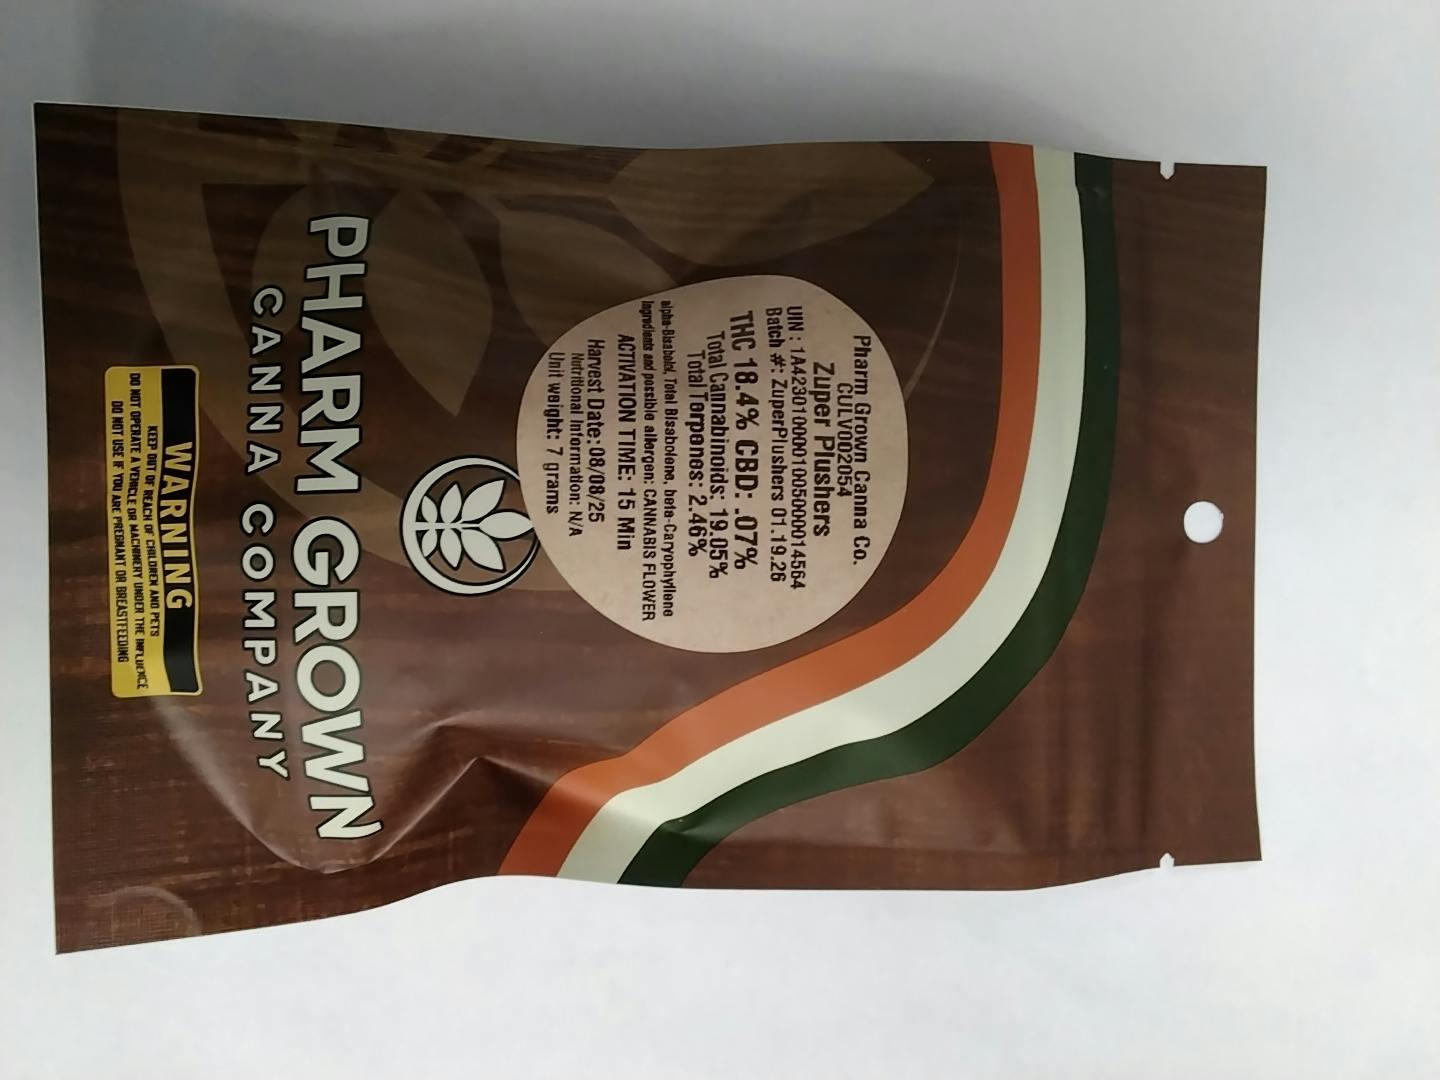 Pharm Grown Canna Co.
CULV002054
Zuper Plushers
UIN : 1A4230100001005000014564
Batch #: ZuperPlushers 01.19.26
THC 18.4% CBD: .07%
Total Cannabinoids: 19.05%
Total Terpenes: 2.46%
alpha-Bisabolol, Total Bisabolene, beta-Caryophyllene
Ingredients and possible allergen: CANNABIS FLOWER
ACTIVATION TIME: 15 Min
Harvest Date: 08/08/25
Nutritional Information: N/A
Unit weight: 7 grams
PHARM GROWN
CANNA COMPANY
WARNING
KEEP OUT OF REACH OF CHILDREN AND PETS
DO NOT OPERATE A VEHICLE OR MACHINERY UNDER THE INFLUENCE
DO NOT USE IF YOU ARE PREGNANT OR BREASTFEEDING